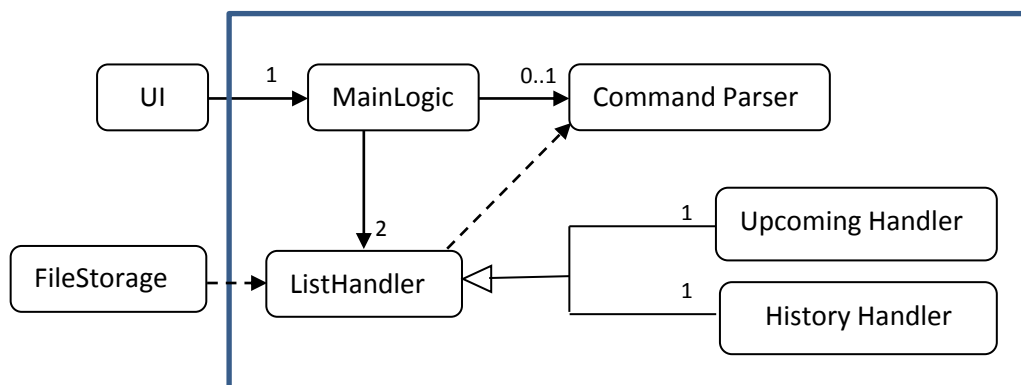 UI
1
MainLogic
0..1
Command Parser
2
1
Upcoming Handler
FileStorage
ListHandler
1
History Handler